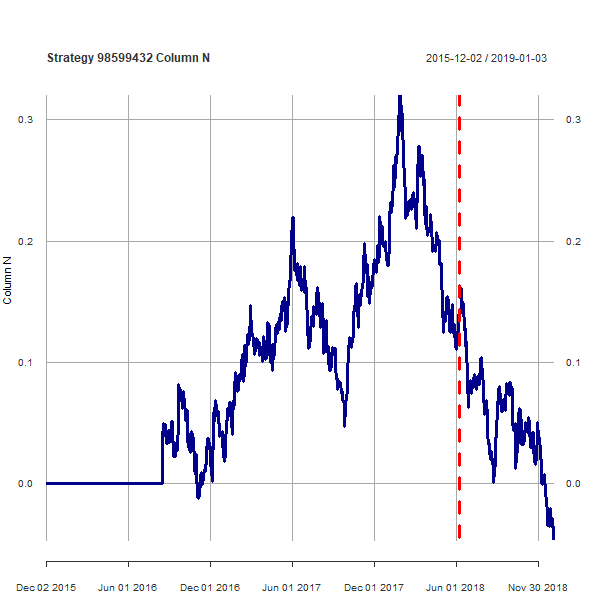 Strategy 98599432 Column N
2015-12-02 / 2019-01-03
0.3
0.3
0.2
0.2
0.1
0.1
0.0
0.0
Column N
Dec 02 2015
Jun 01 2016
Dec 01 2016
Jun 01 2017
Dec 01 2017
Jun 01 2018
Nov 30 2018